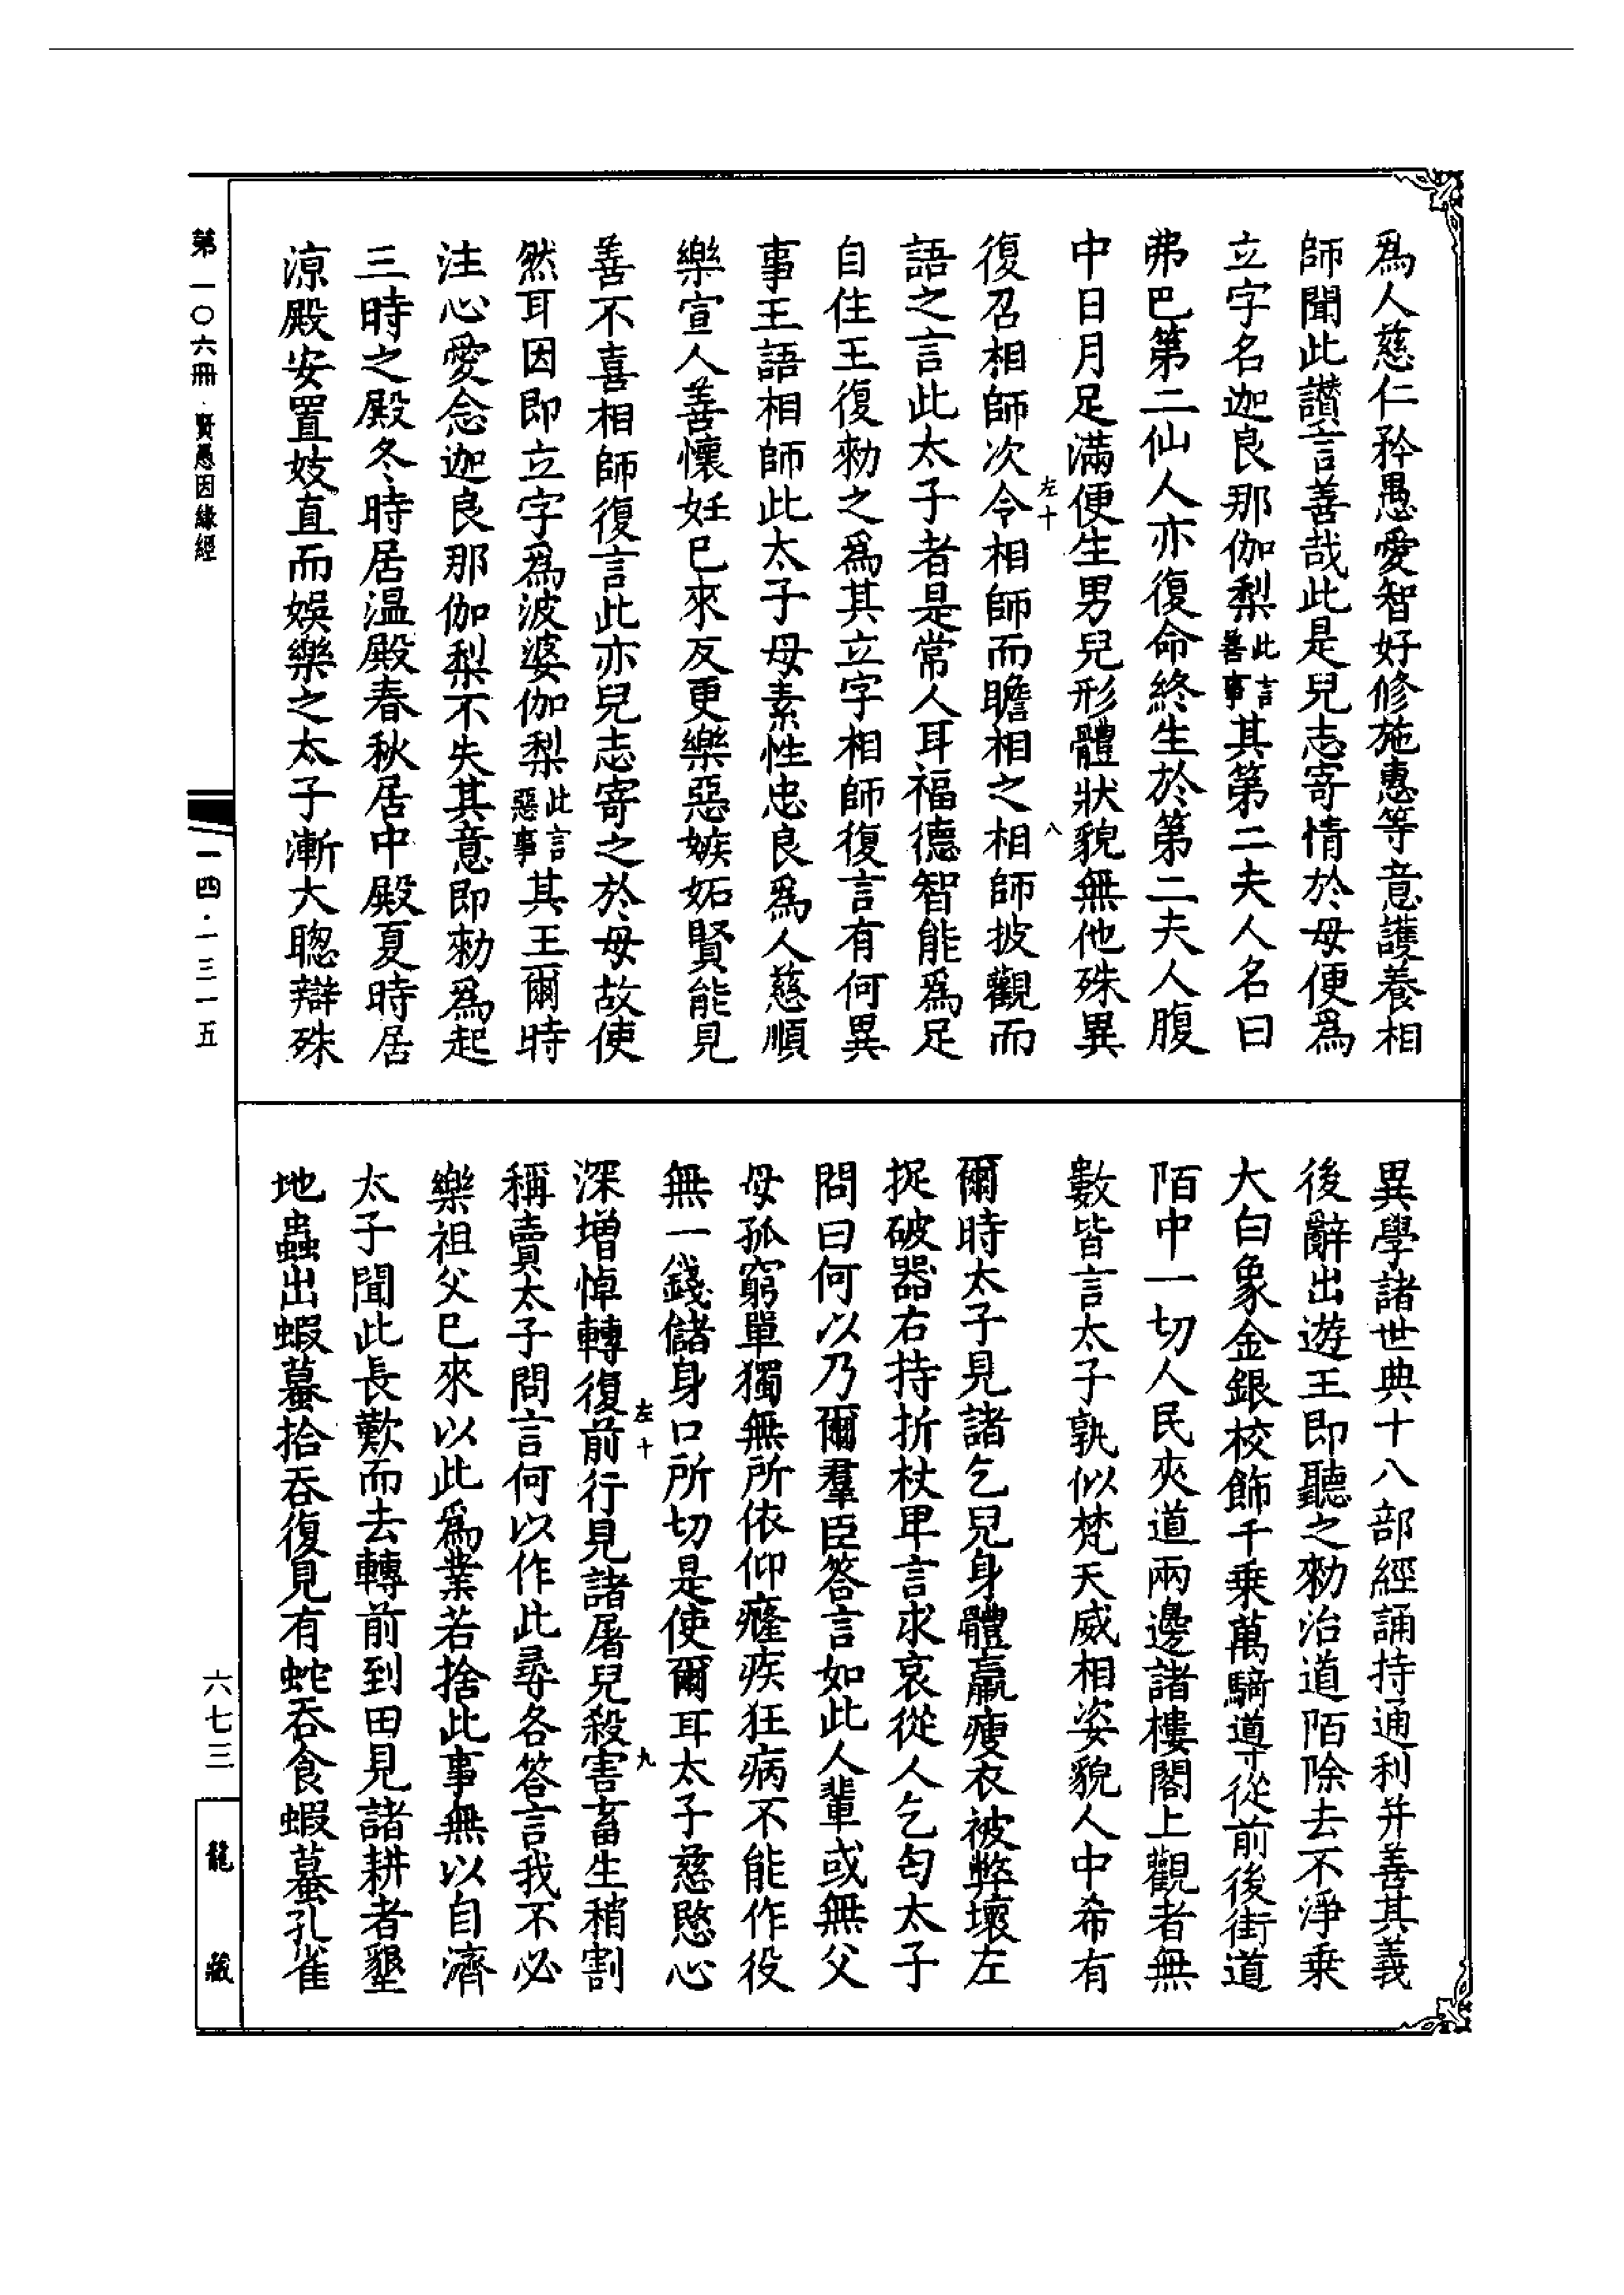 為人慈仁矜愚愛智好修施惠等意護養相
師聞此讃言善哉此是兒志寄情於母便為
立字名迦良那伽梨此言善事其第二夫人名曰
弗巴第二仙人亦復命終生於第二夫人腹
中日月足滿便生男兒形體狀貌無他殊異
復召相師次令相師而瞻相之相師披觀而
語之言此太子者是常人耳福德智能為足
自住王復勑之為其立字相師復言有何異
事王語相師此太子母素性忠良為人慈順
樂宣人善懷妊已來反更樂惡嫉妬賢能見
善不喜相師復言此亦兒志寄之於母故使
然耳因即立字為波婆伽梨此言惡事其王爾時
注心愛念迦良那伽梨不失其意即勑為起
三時之殿冬時居温殿春秋居中殿夏時居
涼殿安置妓直而娛樂之太子漸大聰辯殊
左十
八
異學諸世典十八部經誦持通利并善其義
後辭出遊王即聽之勑治道陌除去不淨乗
大白象金銀校飾千乗萬騎導從前後街道
陌中一切人民夾道兩邊諸樓閣上觀者無
數皆言太子孰似梵天威相姿貌人中希有
爾時太子見諸乞兒身體羸瘦衣被弊壞左
捉破器右持折杖卑言求哀從人乞匃太子
問曰何以乃爾羣臣答言如此人輩或無父
母孤窮單獨無所依仰癃疾狂病不能作役
無一錢儲身口所切是使爾耳太子慈愍心
深增悼轉復前行見諸屠兒殺害畜生稍割
稱賣太子問言何以作此尋各答言我不必
樂祖父已來以此為業若捨此事無以自濟
太子聞此長歎而去轉前到田見諸耕者墾
地蟲出蝦蟇拾吞復見有蛇吞食蝦蟇孔雀
左十
九
第一〇六冊·賢愚因緣經
一四·一三一五
六七三
龍藏